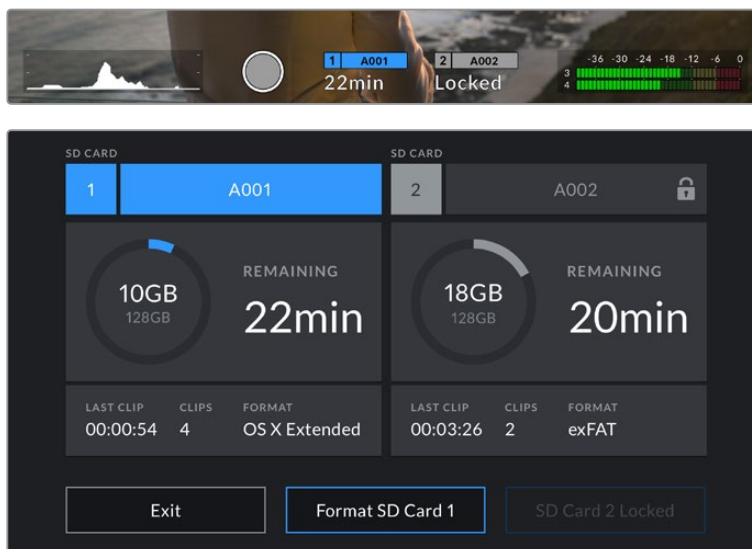 -36 -30 -24 -18 -12 -6 0
1 A001 2 A002
3
22min Locked
4
SD CARD SD CARD
1 A001 2 A002
REMAINING REMAINING
10GB 22min 18GB 20min
128GB 128GB
LAST CLIP CLIPS FORMAT LAST CLIP CLIPS FORMAT
00:00:54 4 OS X Extended 00:03:26 2 exFAT
Exit Format SD Card 1 SD Card 2 Locked